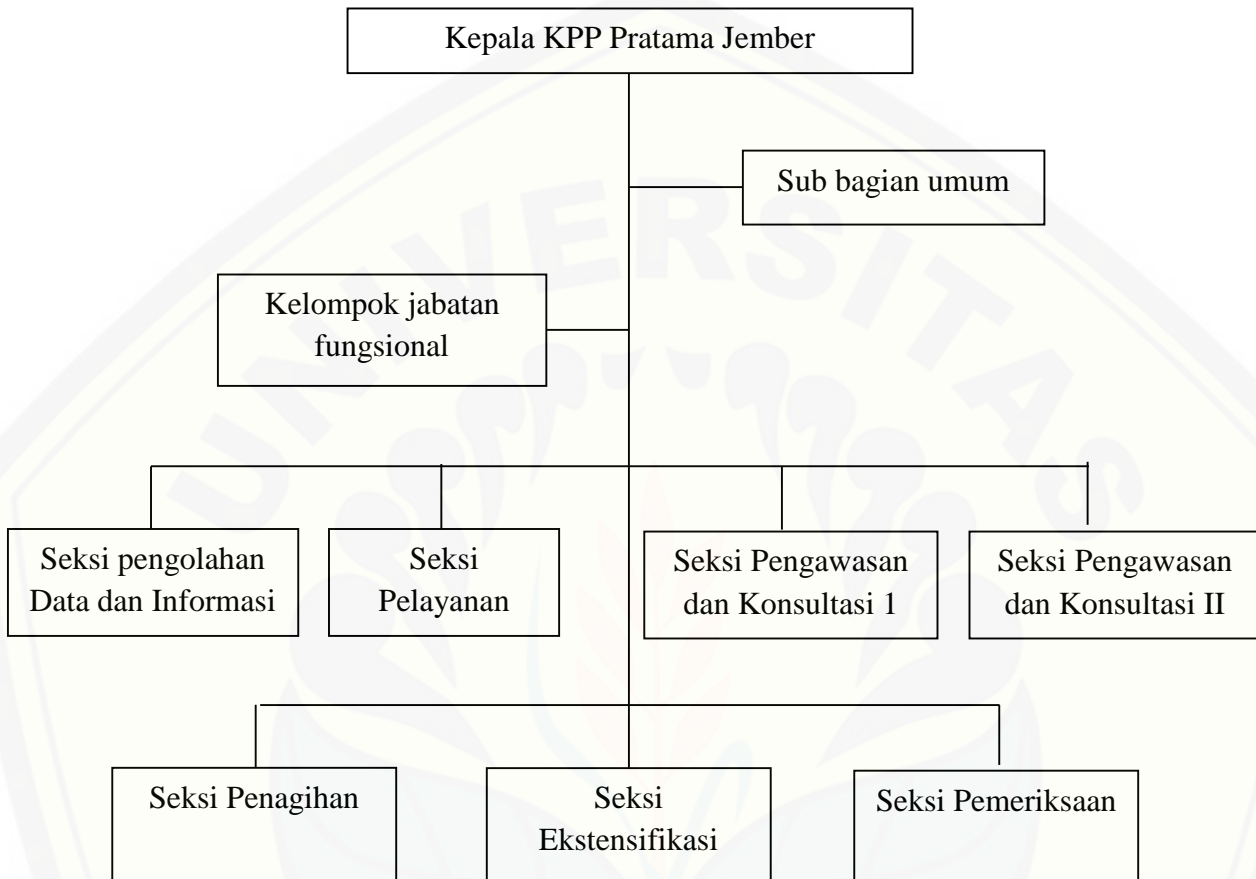 Kepala KPP Pratama Jember
Sub bagian umum
Kelompok jabatan
fungsional
Seksi pengolahan
Data dan Informasi
Seksi
Pelayanan
Seksi Pengawasan
dan Konsultasi 1
Seksi Pengawasan
dan Konsultasi II
Seksi Penagihan
Seksi
Ekstensifikasi
Seksi Pemeriksaan
UNIVERSITAS